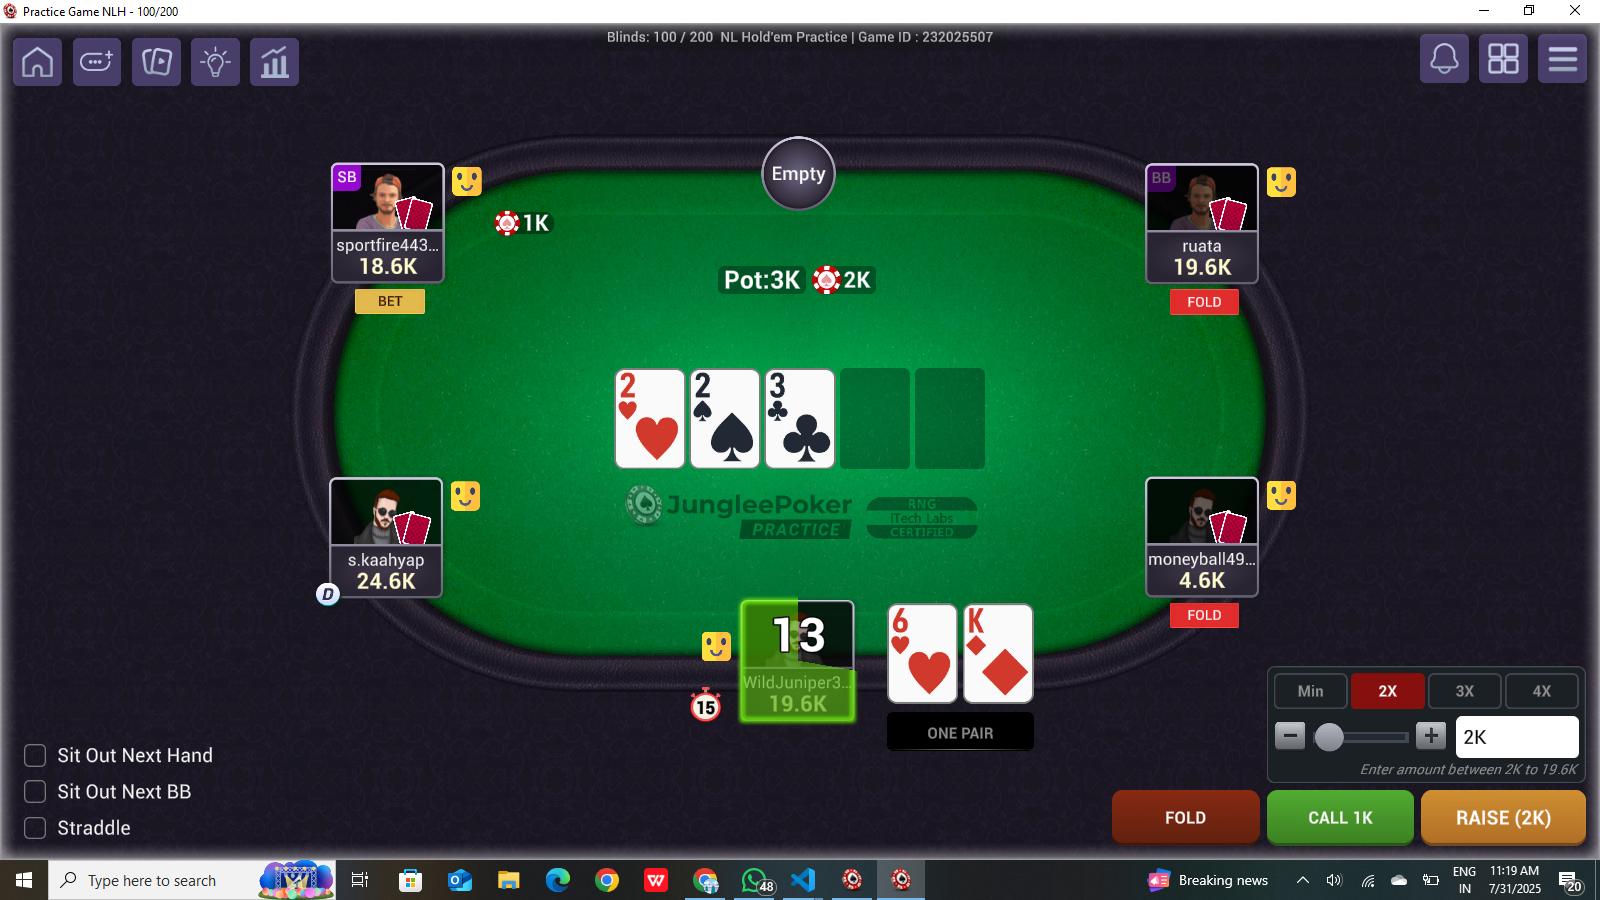 Practice Game NLH - 100/200
Blinds: 100 / 200 NL Hold'em Practice | Game ID : 232025507
SB
sportfire443...
18.6K
BET
1K
Empty
BB
ruata
19.6K
FOLD
Pot:3K 2K
2 2 3
JungleePoker
PRACTICE
RNG
iTech Labs
CERTIFIED
s.kaahyap
24.6K
D
moneyball49...
4.6K
FOLD
13
WildJuniper3...
19.6K
15
6 K
ONE PAIR
Min 2X 3X 4X
2K
Enter amount between 2K to 19.6K
Sit Out Next Hand
Sit Out Next BB
Straddle
FOLD CALL 1K RAISE (2K)
Type here to search
48
Breaking news
ENG
IN
11:19 AM
7/31/2025
20